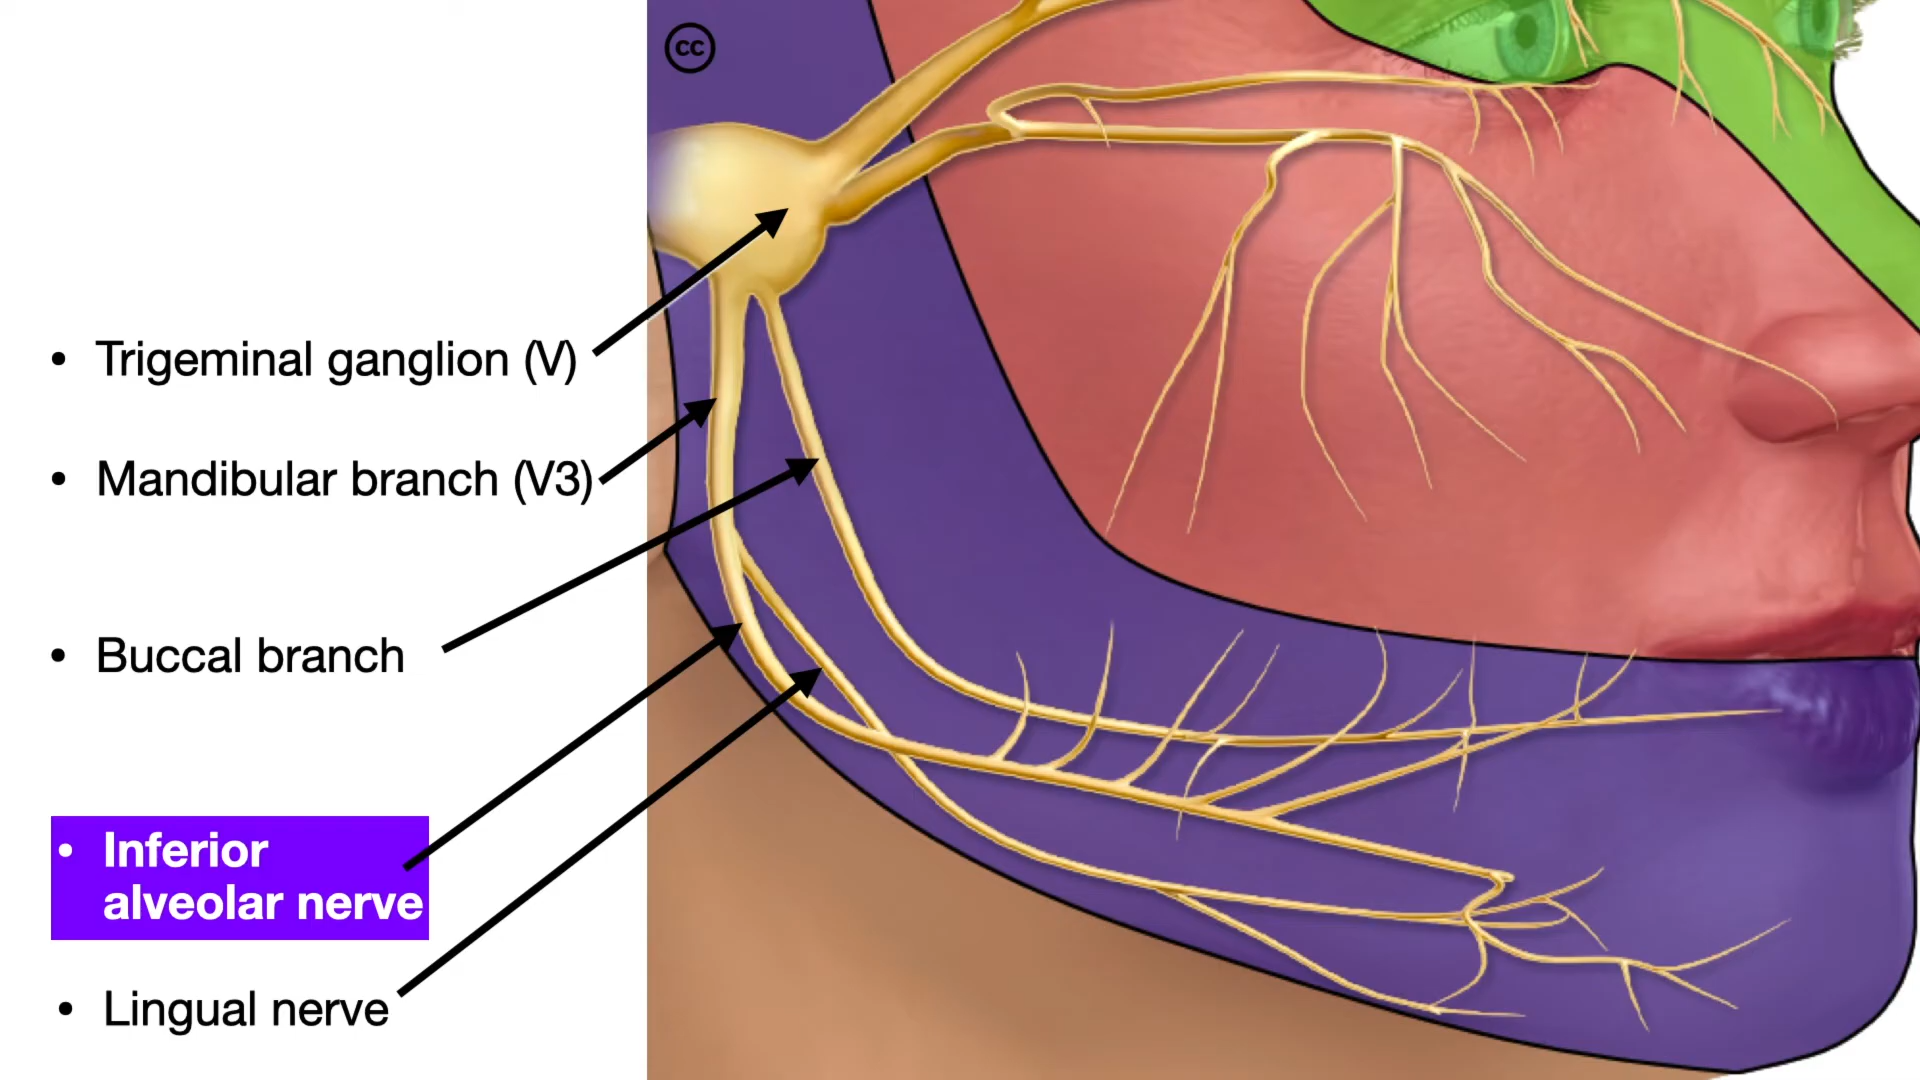 cc
• Trigeminal ganglion (V)
• Mandibular branch (V3)
• Buccal branch
• Inferior
alveolar nerve
• Lingual nerve